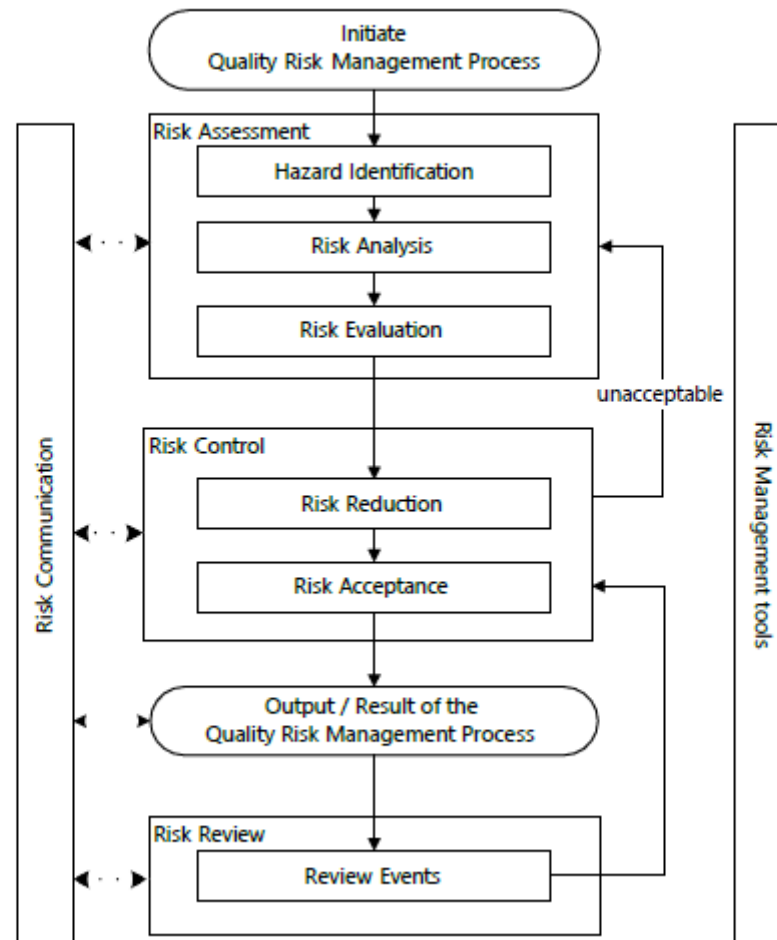 Initiate
Quality Risk Management Process
Risk Assessment
Hazard Identification
Risk Analysis
Risk Evaluation
unacceptable
Risk Control
Risk Reduction
Risk Acceptance
Output / Result of the
Quality Risk Management Process
Risk Review
Review Events
Risk Communication
Risk Management tools